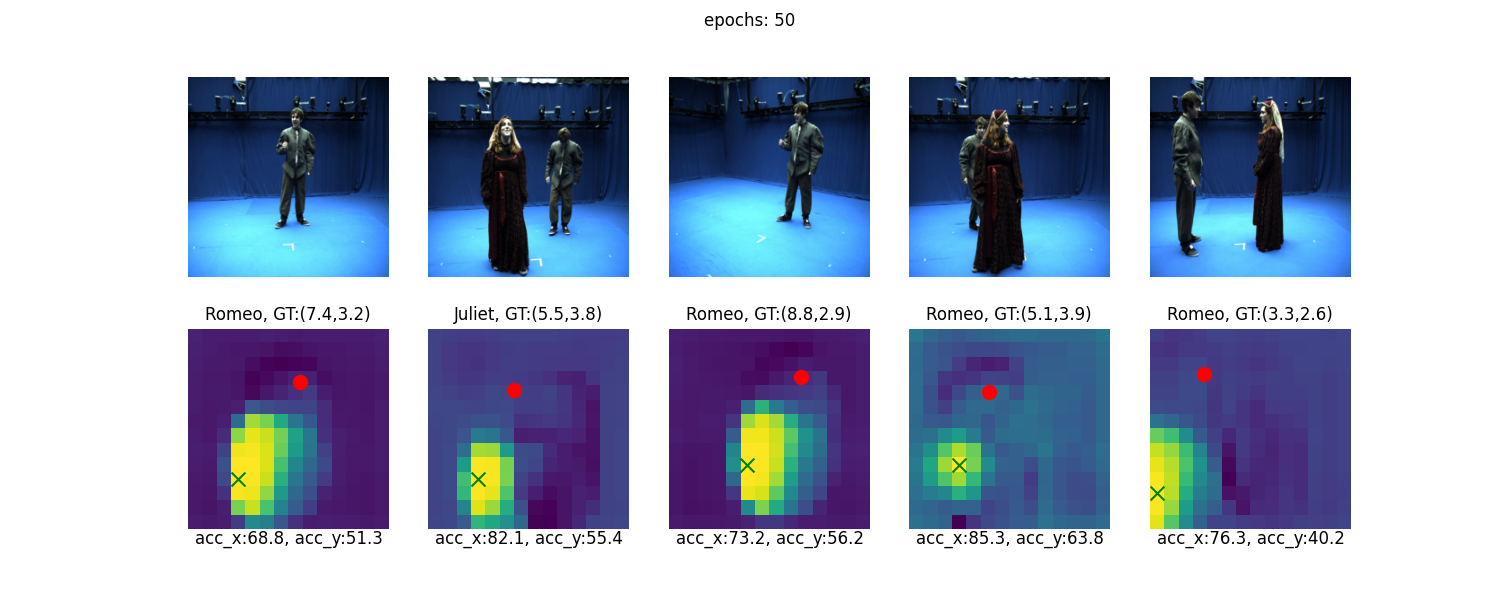 epochs: 50
Romeo, GT:(7.4,3.2)
Juliet, GT:(5.5,3.8)
Romeo, GT:(8.8,2.9)
Romeo, GT:(5.1,3.9)
Romeo, GT:(3.3,2.6)
acc_x:68.8, acc_y:51.3
acc_x:82.1, acc_y:55.4
acc_x:73.2, acc_y:56.2
acc_x:85.3, acc_y:63.8
acc_x:76.3, acc_y:40.2